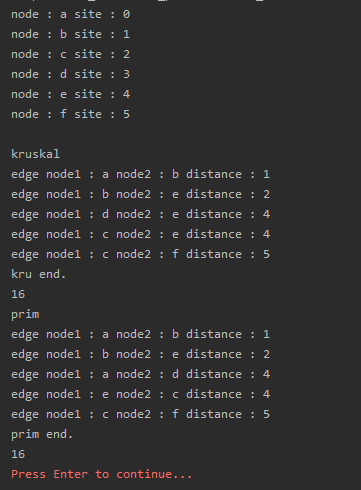 node : a site : 0
node : b site : 1
node : c site : 2
node : d site : 3
node : e site : 4
node : f site : 5
kruskal
edge node1 : a node2 : b distance : 1
edge node1 : b node2 : e distance : 2
edge node1 : d node2 : e distance : 4
edge node1 : c node2 : e distance : 4
edge node1 : c node2 : f distance : 5
kru end.
16
prim
edge node1 : a node2 : b distance : 1
edge node1 : b node2 : e distance : 2
edge node1 : a node2 : d distance : 4
edge node1 : e node2 : c distance : 4
edge node1 : c node2 : f distance : 5
prim end.
16
Press Enter to continue...